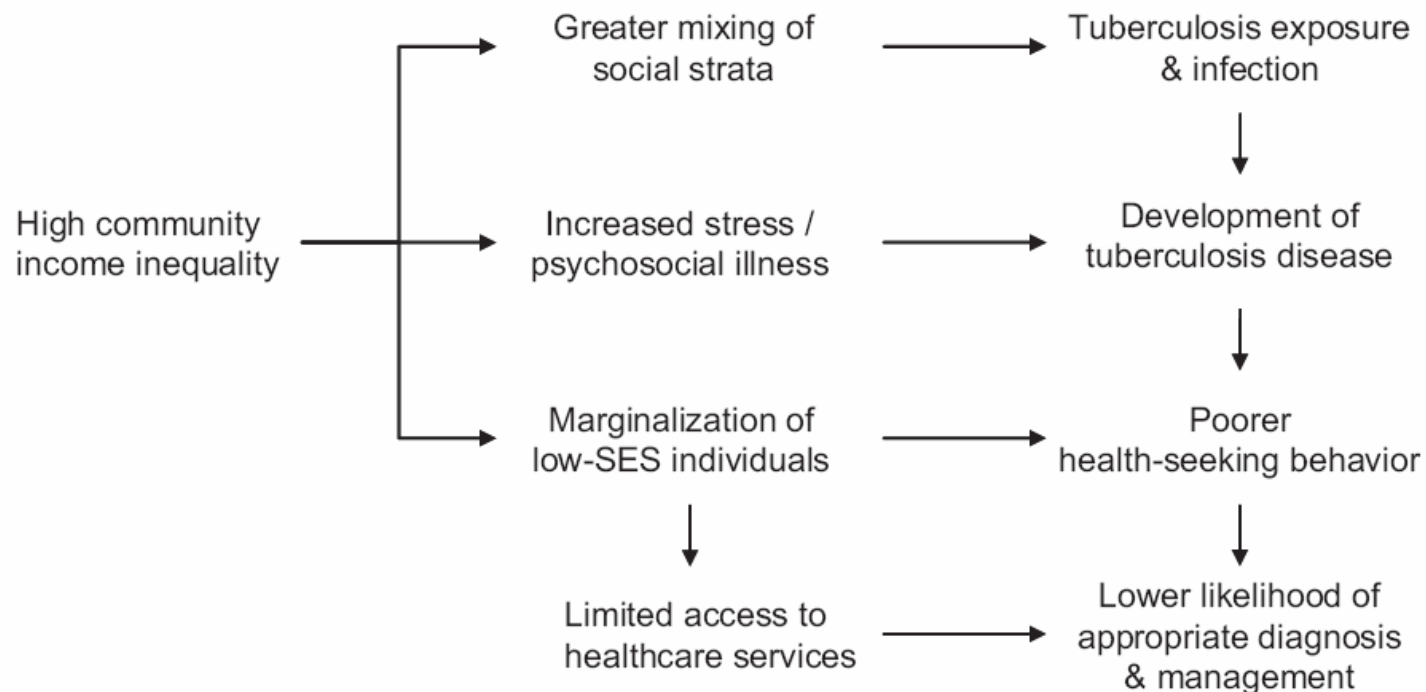 Greater mixing of
social strata
Tuberculosis exposure
& infection
High community
income inequality
Increased stress /
psychosocial illness
Development of
tuberculosis disease
Marginalization of
low-SES individuals
Poorer
health-seeking behavior
Limited access to
healthcare services
Lower likelihood of
appropriate diagnosis
& management